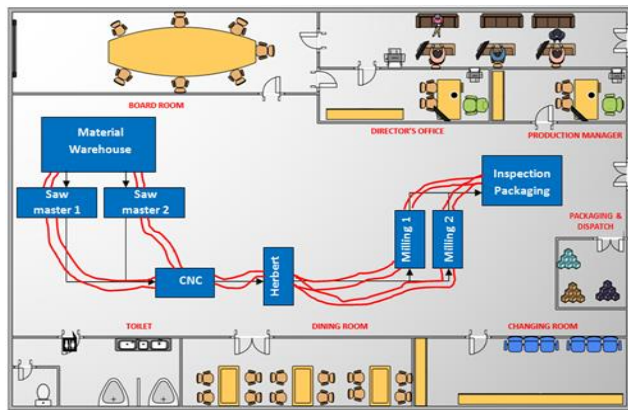 BOARD ROOM
DIRECTOR'S OFFICE
PRODUCTION MANAGER
Material
Warehouse
Saw
master 1
Saw
master 2
CNC
Herbert
Milling 1
Milling 2
Inspection
Packaging
PACKAGING &
DISPATCH
TOILET
DINING ROOM
CHANGING ROOM